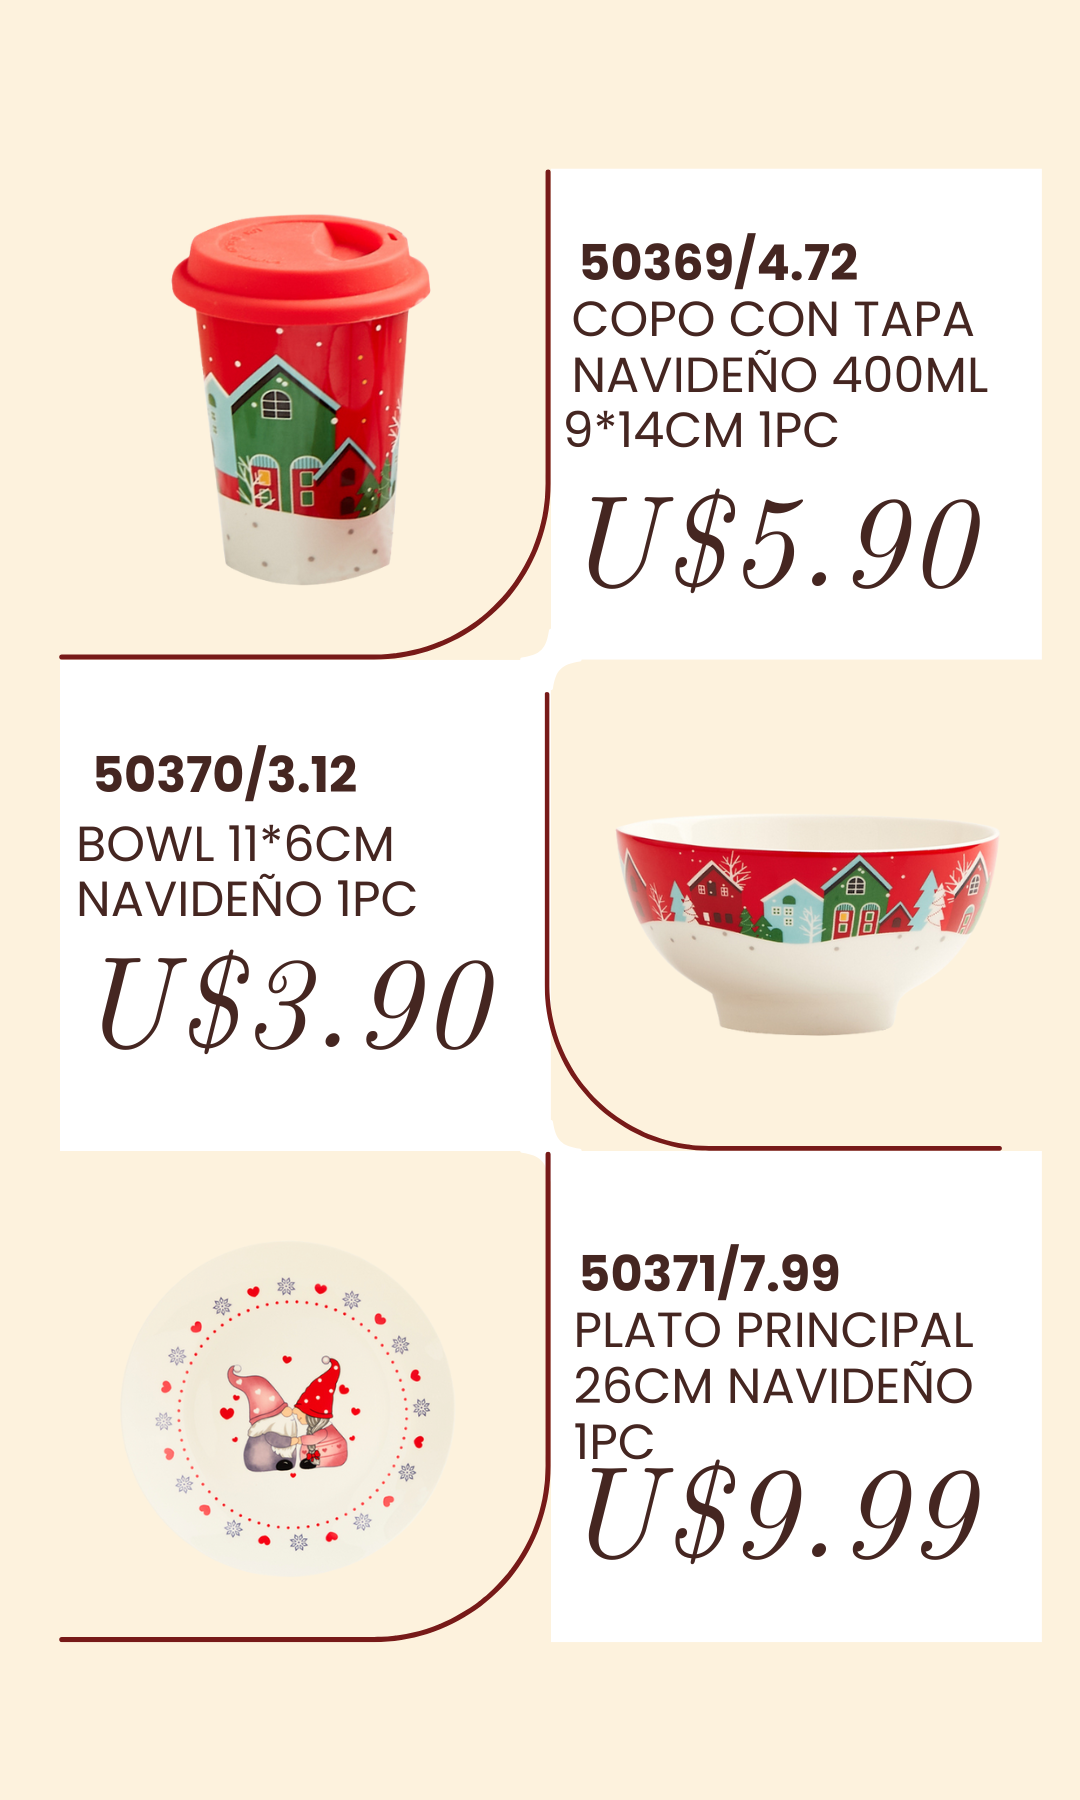 50369/4.72
COPO CON TAPA
NAVIDEÑO 400ML
9*14CM 1PC
U$5.90
50370/3.12
BOWL 11*6CM
NAVIDEÑO 1PC
U$3.90
50371/7.99
PLATO PRINCIPAL
26CM NAVIDEÑO
1PC
U$9.99